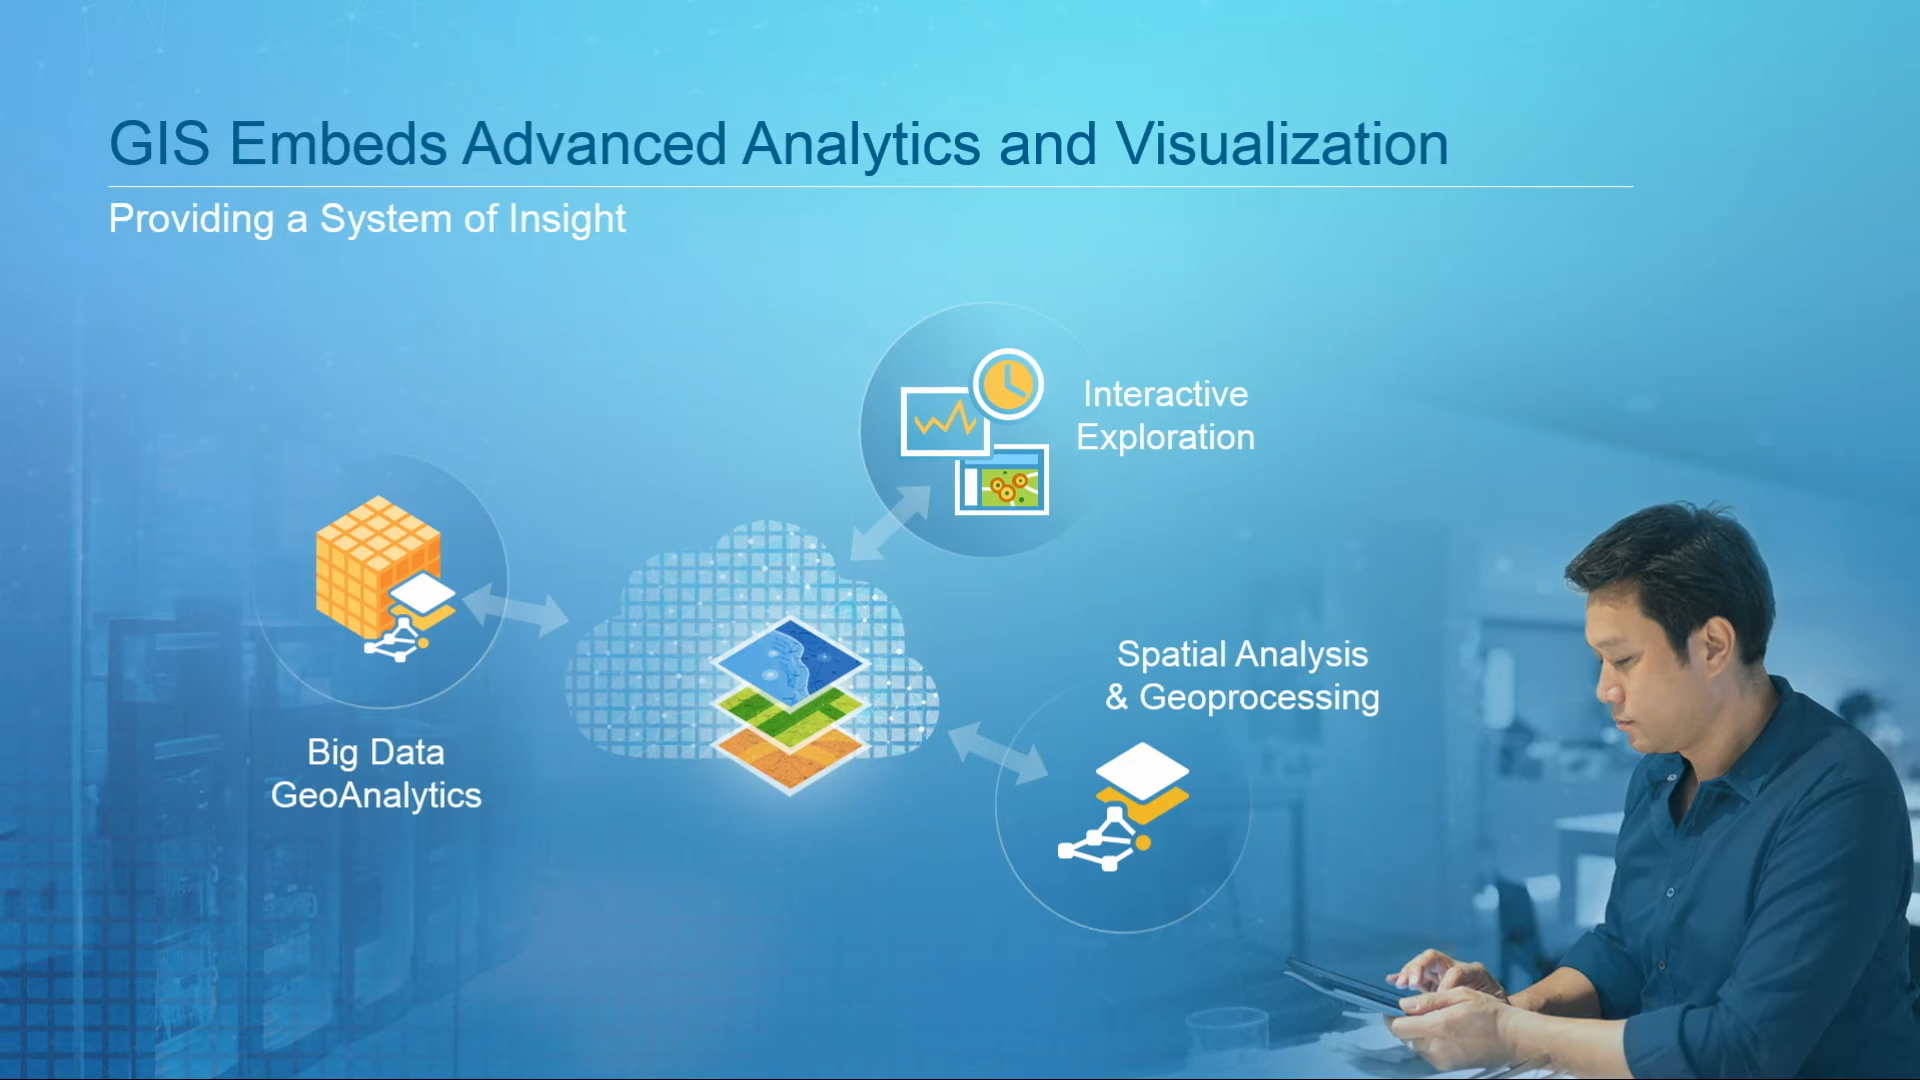 GIS Embeds Advanced Analytics and Visualization
Providing a System of Insight
Interactive
Exploration
Spatial Analysis
& Geoprocessing
Big Data
GeoAnalytics